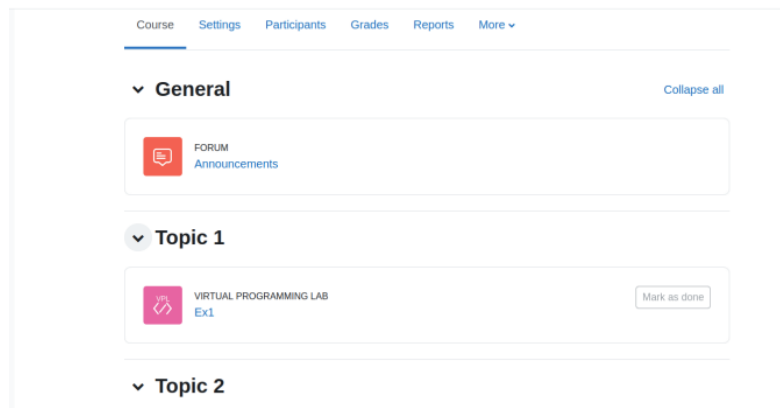 Course Settings Participants Grades Reports More
General Collapse all
FORUM
Announcements
Topic 1
VPL
VIRTUAL PROGRAMMING LAB Mark as done
Ex1
Topic 2